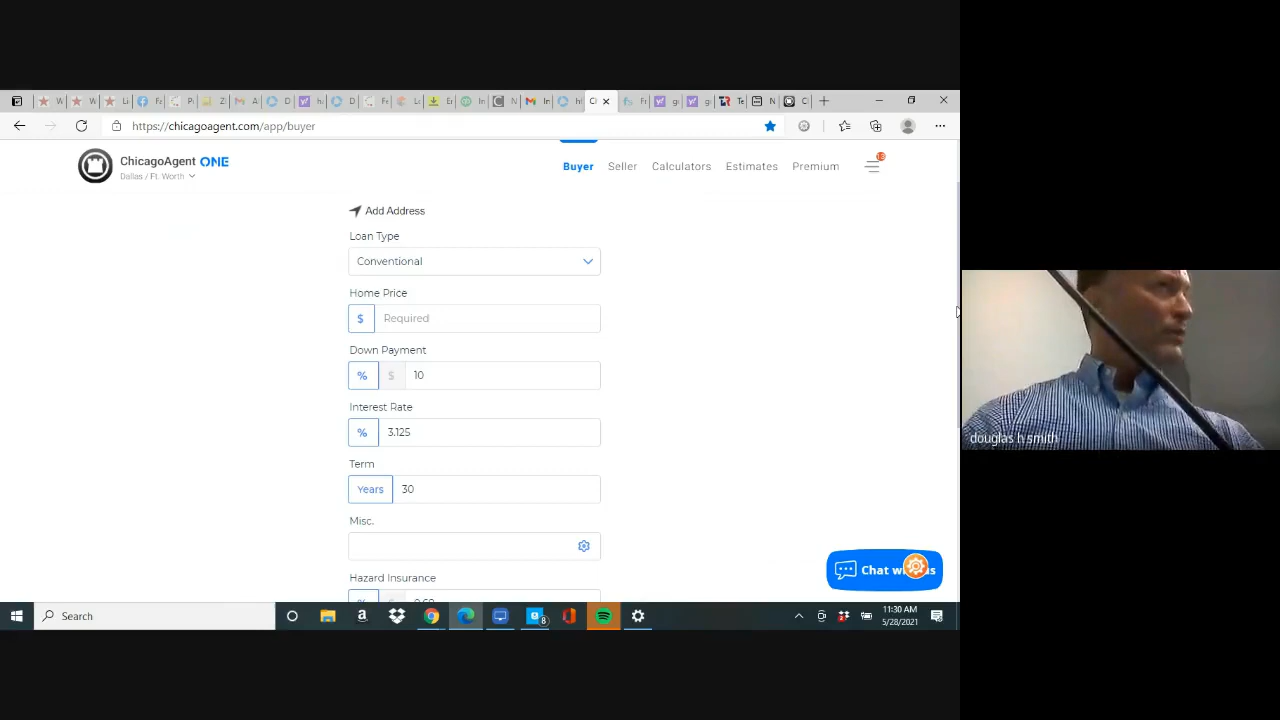 https://chicagoagent.com/app/buyer
ChicagoAgent ONE
Dallas / Ft. Worth
Buyer Seller Calculators Estimates Premium
13
Add Address
Loan Type
Conventional
Home Price
$ Required
Down Payment
% $ 10
Interest Rate
% 3.125
Term
Years 30
Misc.
Hazard Insurance
Chat
douglas h smith
Search
8
11:30 AM
5/28/2021